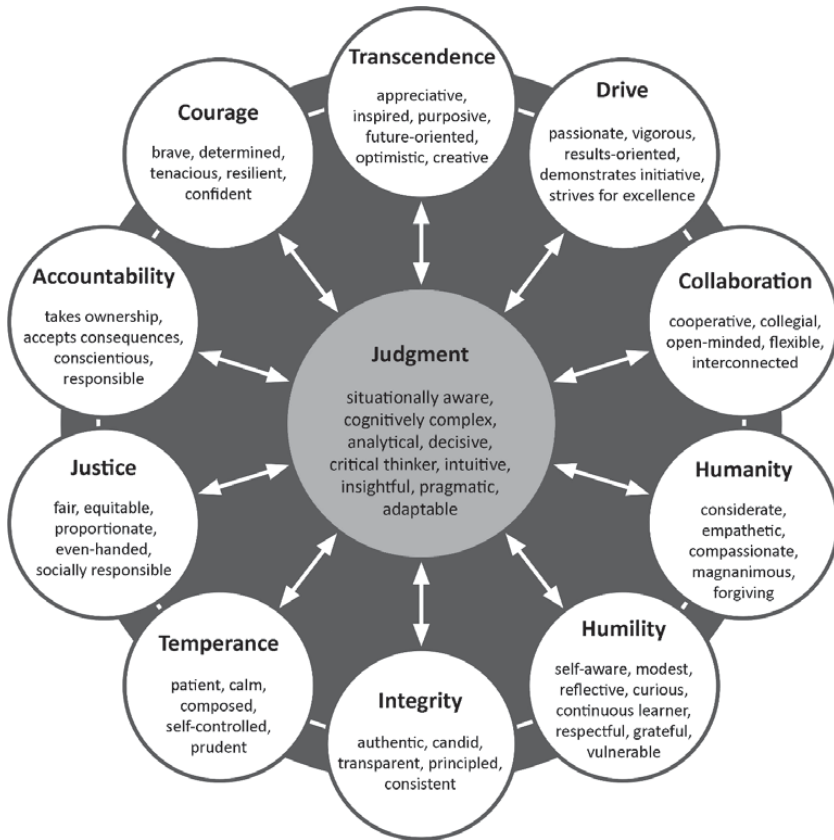 Transcendence
appreciative,
inspired, purposive,
future-oriented,
optimistic, creative
Drive
passionate, vigorous,
results-oriented,
demonstrates initiative,
strives for excellence
Collaboration
cooperative, collegial,
open-minded, flexible,
interconnected
Humanity
considerate,
empathetic,
compassionate,
magnanimous,
forgiving
Humility
self-aware, modest,
reflective, curious,
continuous learner,
respectful, grateful,
vulnerable
Integrity
authentic, candid,
transparent, principled,
consistent
Temperance
patient, calm,
composed,
self-controlled,
prudent
Justice
fair, equitable,
proportionate,
even-handed,
socially responsible
Accountability
takes ownership,
accepts consequences,
conscientious,
responsible
Courage
brave, determined,
tenacious, resilient,
confident
Judgment
situationally aware,
cognitively complex,
analytical, decisive,
critical thinker, intuitive,
insightful, pragmatic,
adaptable